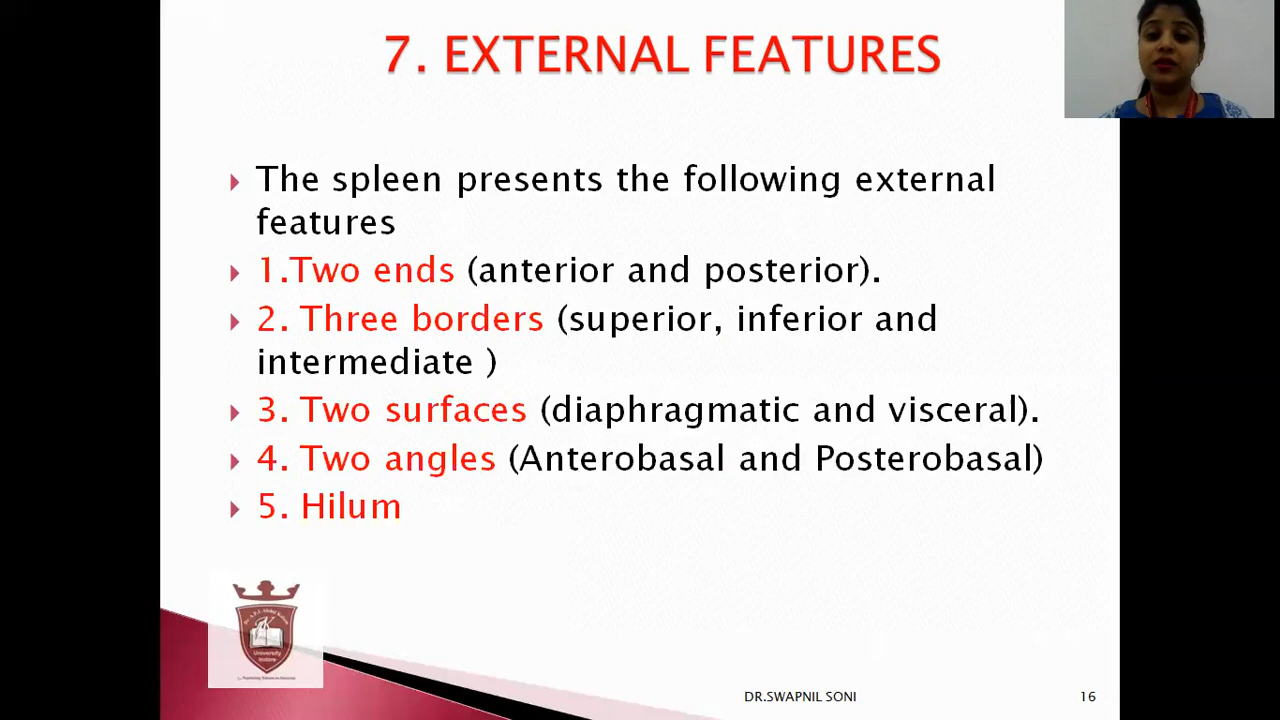 7. EXTERNAL FEATURES
The spleen presents the following external
features
1.Two ends (anterior and posterior).
2. Three borders (superior, inferior and
intermediate )
3. Two surfaces (diaphragmatic and visceral).
4. Two angles (Anterobasal and Posterobasal)
5. Hilum
University
DR.SWAPNIL SONI
16